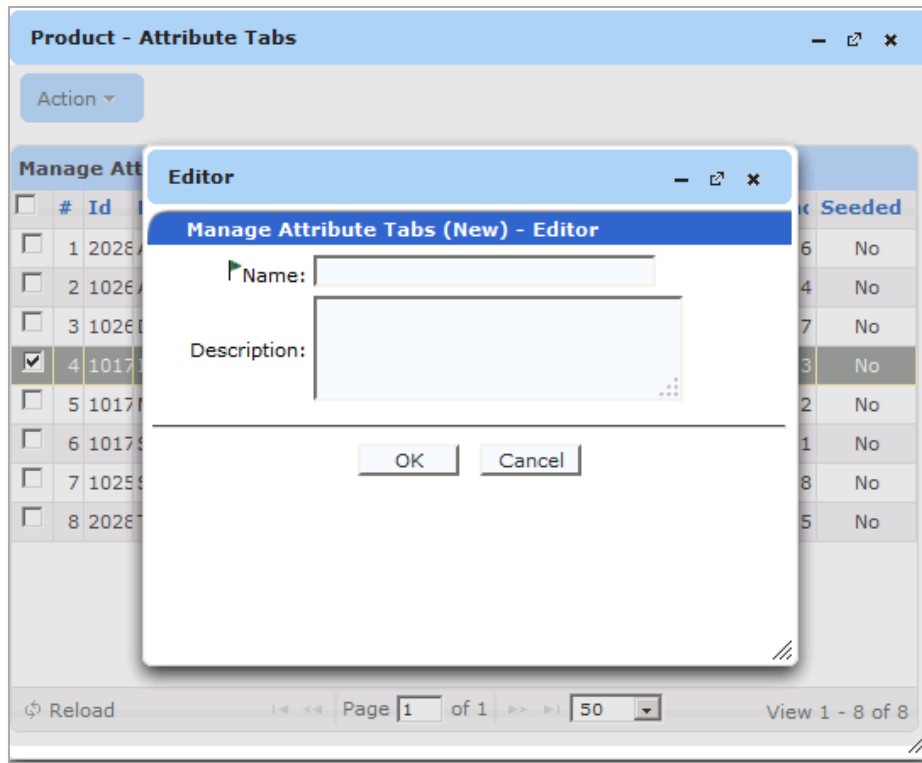 Product - Attribute Tabs
Action
Manage Att
Editor
# Id Seeded
Manage Attribute Tabs (New) - Editor
1 2028 6 No
Name:
2 1026 4 No
3 1026 7 No
Description:
4 1017 3 No
5 1017 2 No
6 1017 1 No
OK Cancel
7 1025 8 No
8 2028 5 No
Reload Page 1 of 1 50 View 1 - 8 of 8